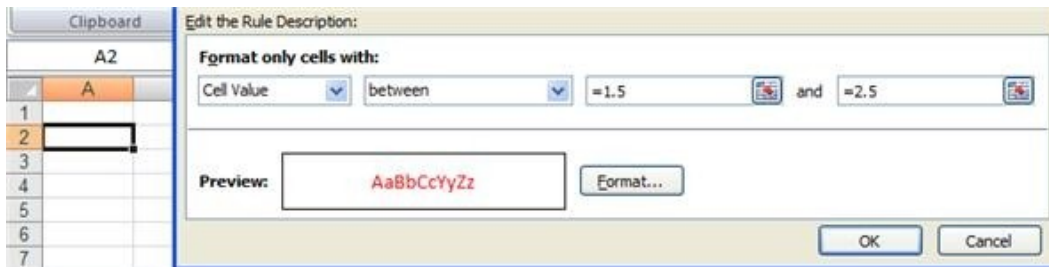 Clipboard
Edit the Rule Description:
A2
Format only cells with:
A
Cell Value between =1.5 and =2.5
1
2
3
4
5
6
7
Preview: AaBbCcYyZz Format...
OK Cancel